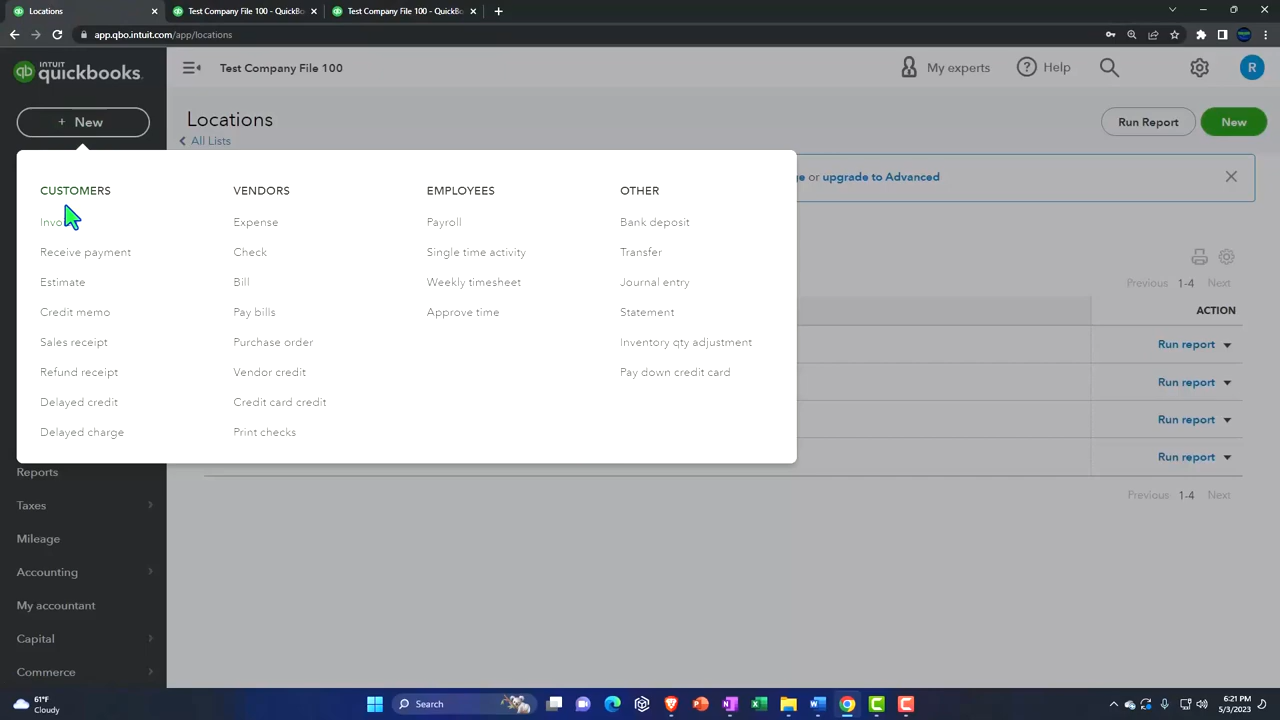 Locations
Test Company File 100 - QuickBo
Test Company File 100 - QuickBo
app.qbo.intuit.com/app/locations
INTUIT
quickbooks.
Test Company File 100
My experts
Help
R
+ New
Locations
All Lists
Run Report
New
or upgrade to Advanced
CUSTOMERS
Receive payment
Estimate
Credit memo
Sales receipt
Refund receipt
Delayed credit
Delayed charge
VENDORS
Expense
Check
Bill
Pay bills
Purchase order
Vendor credit
Credit card credit
Print checks
EMPLOYEES
Payroll
Single time activity
Weekly timesheet
Approve time
OTHER
Bank deposit
Transfer
Journal entry
Statement
Inventory qty adjustment
Pay down credit card
Previous 1-4 Next
ACTION
Run report
Run report
Run report
Run report
Previous 1-4 Next
Reports
Taxes
Mileage
Accounting
My accountant
Capital
Commerce
61°F
Cloudy
Search
6:21 PM
5/3/2023